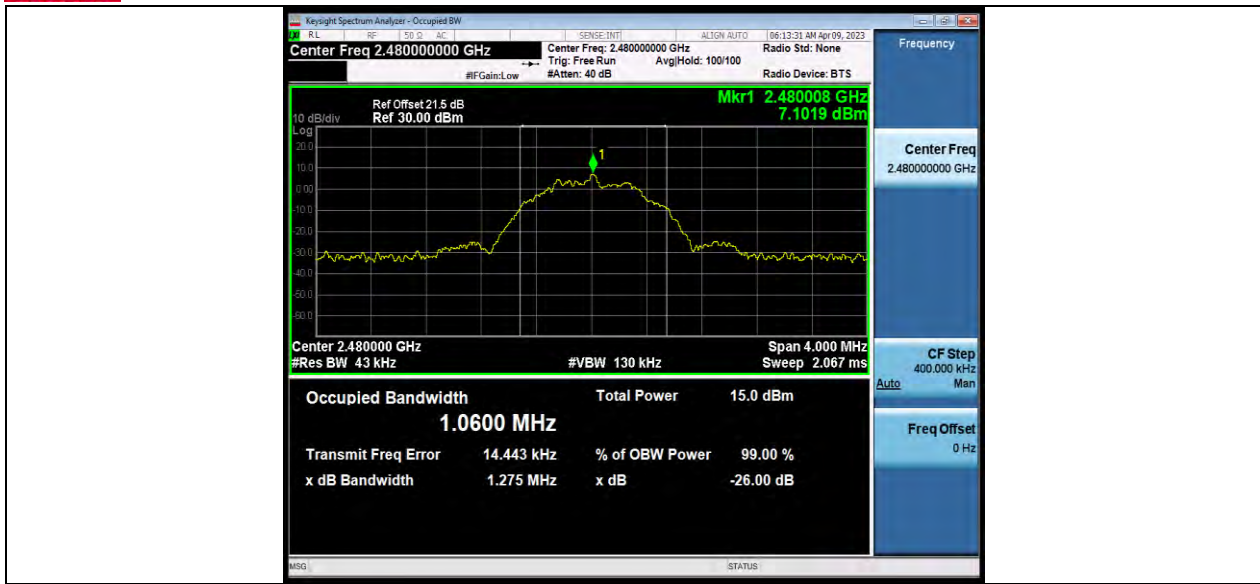 Keysight Spectrum Analyzer - Occupied BW
LXI RL RF 50 Ω AC SENSE:INT ALIGN AUTO 06:13:31 AM Apr 09, 2023
Center Freq 2.480000000 GHz
Center Freq: 2.480000000 GHz Radio Std: None
Trig: Free Run Avg|Hold: 100/100
#IFGain:Low #Atten: 40 dB Radio Device: BTS
Frequency
Mkr1 2.480008 GHz
Ref Offset 21.5 dB
7.1019 dBm
10 dB/div Ref 30.00 dBm
Log
20.0
10.0
0.00
-10.0
-20.0
-30.0
-40.0
-50.0
-60.0
1
Center Freq
2.480000000 GHz
Center 2.480000 GHz Span 4.000 MHz
#Res BW 43 kHz #VBW 130 kHz Sweep 2.067 ms
CF Step
400.000 kHz
Auto Man
Freq Offset
0 Hz
Occupied Bandwidth Total Power 15.0 dBm
1.0600 MHz
Transmit Freq Error 14.443 kHz % of OBW Power 99.00 %
x dB Bandwidth 1.275 MHz x dB -26.00 dB
MSG STATUS